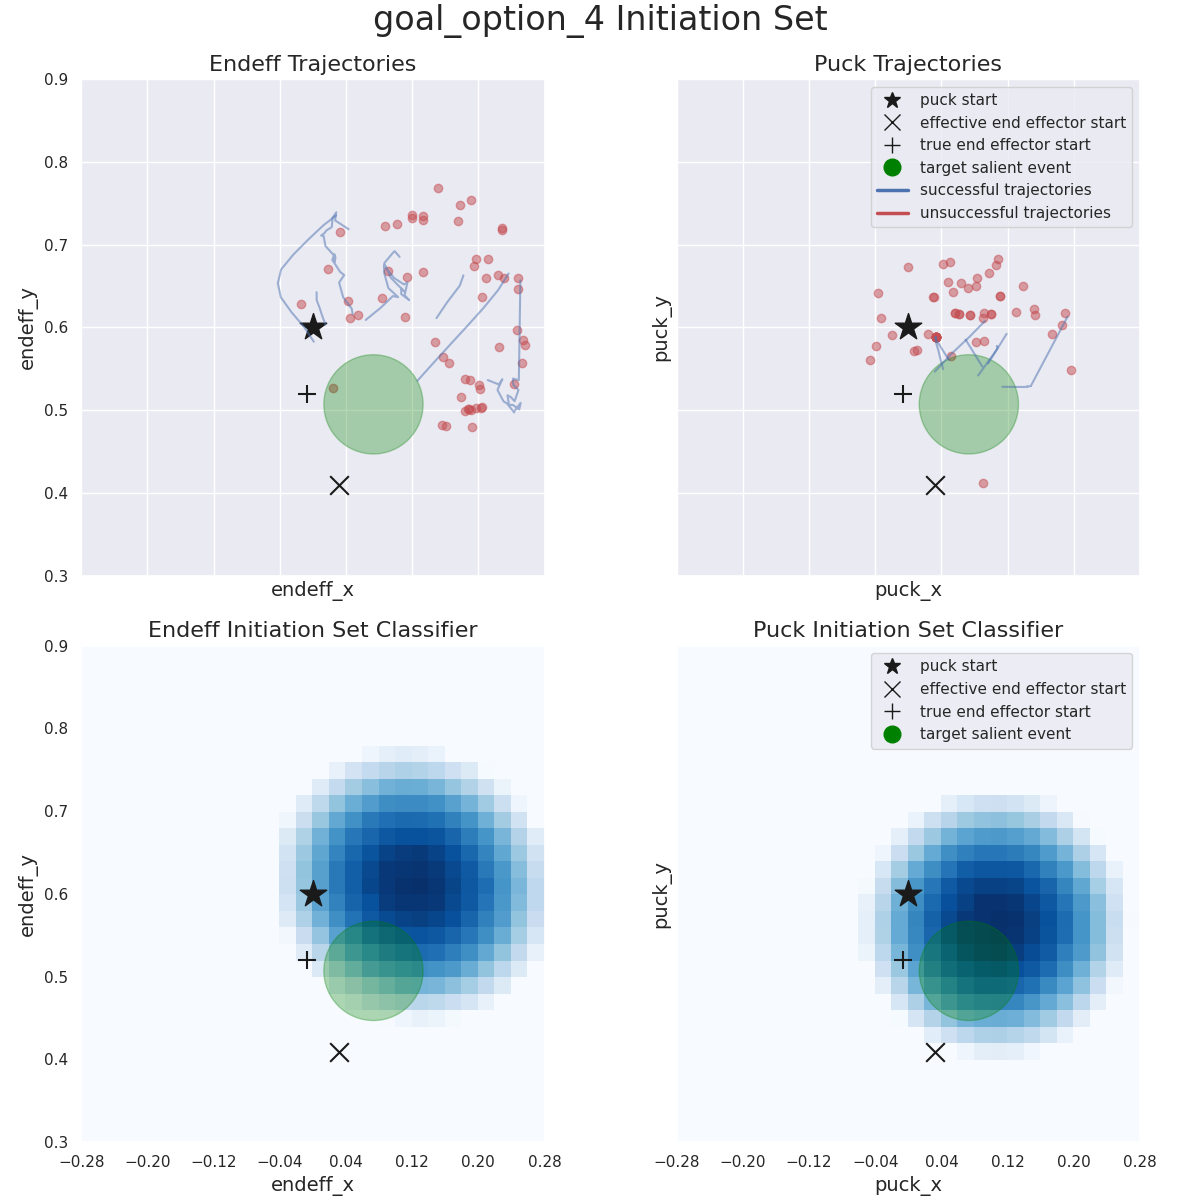 goal_option_4 Initiation Set
Endeff Trajectories
0.9
0.8
0.7
0.6
0.5
0.4
0.3
endeff_y
endeff_x
Puck Trajectories
puck start
effective end effector start
true end effector start
target salient event
successful trajectories
unsuccessful trajectories
puck_y
puck_x
Endeff Initiation Set Classifier
0.9
0.8
0.7
0.6
0.5
0.4
0.3
endeff_y
−0.28 −0.20 −0.12 −0.04 0.04 0.12 0.20 0.28
endeff_x
Puck Initiation Set Classifier
puck start
effective end effector start
true end effector start
target salient event
puck_y
−0.28 −0.20 −0.12 −0.04 0.04 0.12 0.20 0.28
puck_x